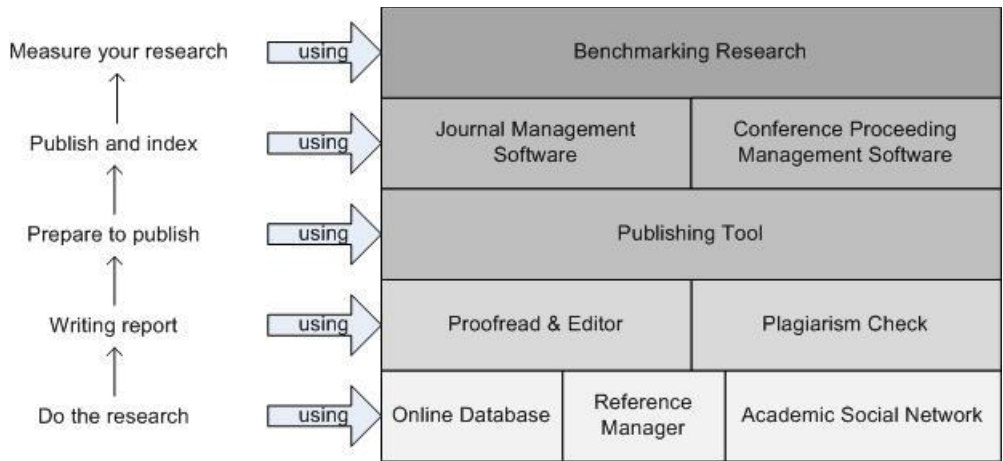 Measure your research
using
Benchmarking Research
Publish and index
using
Journal Management
Software
Conference Proceeding
Management Software
Prepare to publish
using
Publishing Tool
Writing report
using
Proofread & Editor
Plagiarism Check
Do the research
using
Online Database
Reference
Manager
Academic Social Network